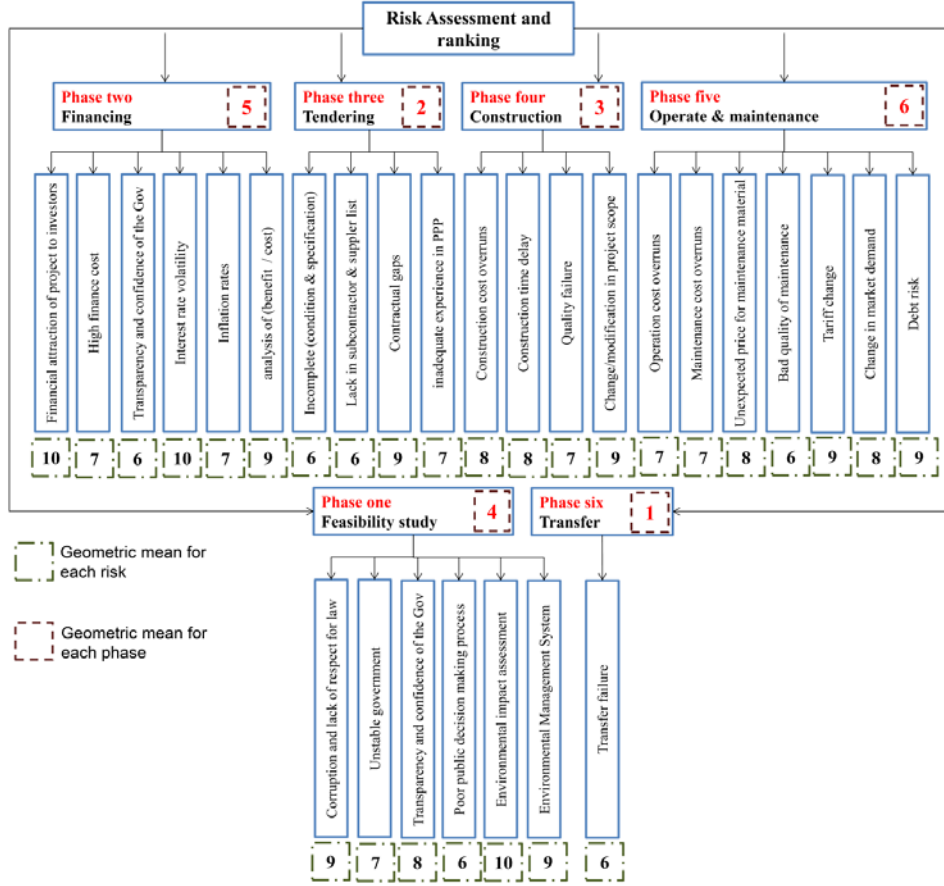 Risk Assessment and
ranking
Phase two
Financing
5
Phase three
Tendering
2
Phase four
Construction
3
Phase five
Operate & maintenance
6
Financial attraction of project to investors
High finance cost
Transparency and confidence of the Gov
Interest rate volatility
Inflation rates
analysis of (benefit / cost)
Incomplete (condition & specification)
Lack in subcontractor & suppler list
Contractual gaps
inadequate experience in PPP
Construction cost overruns
Construction time delay
Quality failure
Change/modification in project scope
Operation cost overruns
Maintenance cost overruns
Unexpected price for maintenance material
Bad quality of maintenance
Tariff change
Change in market demand
Debt risk
10 7 6 10 7 9 6 6 9 7 8 8 7 9 7 7 8 6 9 8 9
Phase one
Feasibility study
4
Phase six
Transfer
1
Geometric mean for
each risk
Geometric mean for
each phase
Corruption and lack of respect for law
Unstable government
Transparency and confidence of the Gov
Poor public decision making process
Environmental impact assessment
Environmental Management System
Transfer failure
9 7 8 6 10 9 6